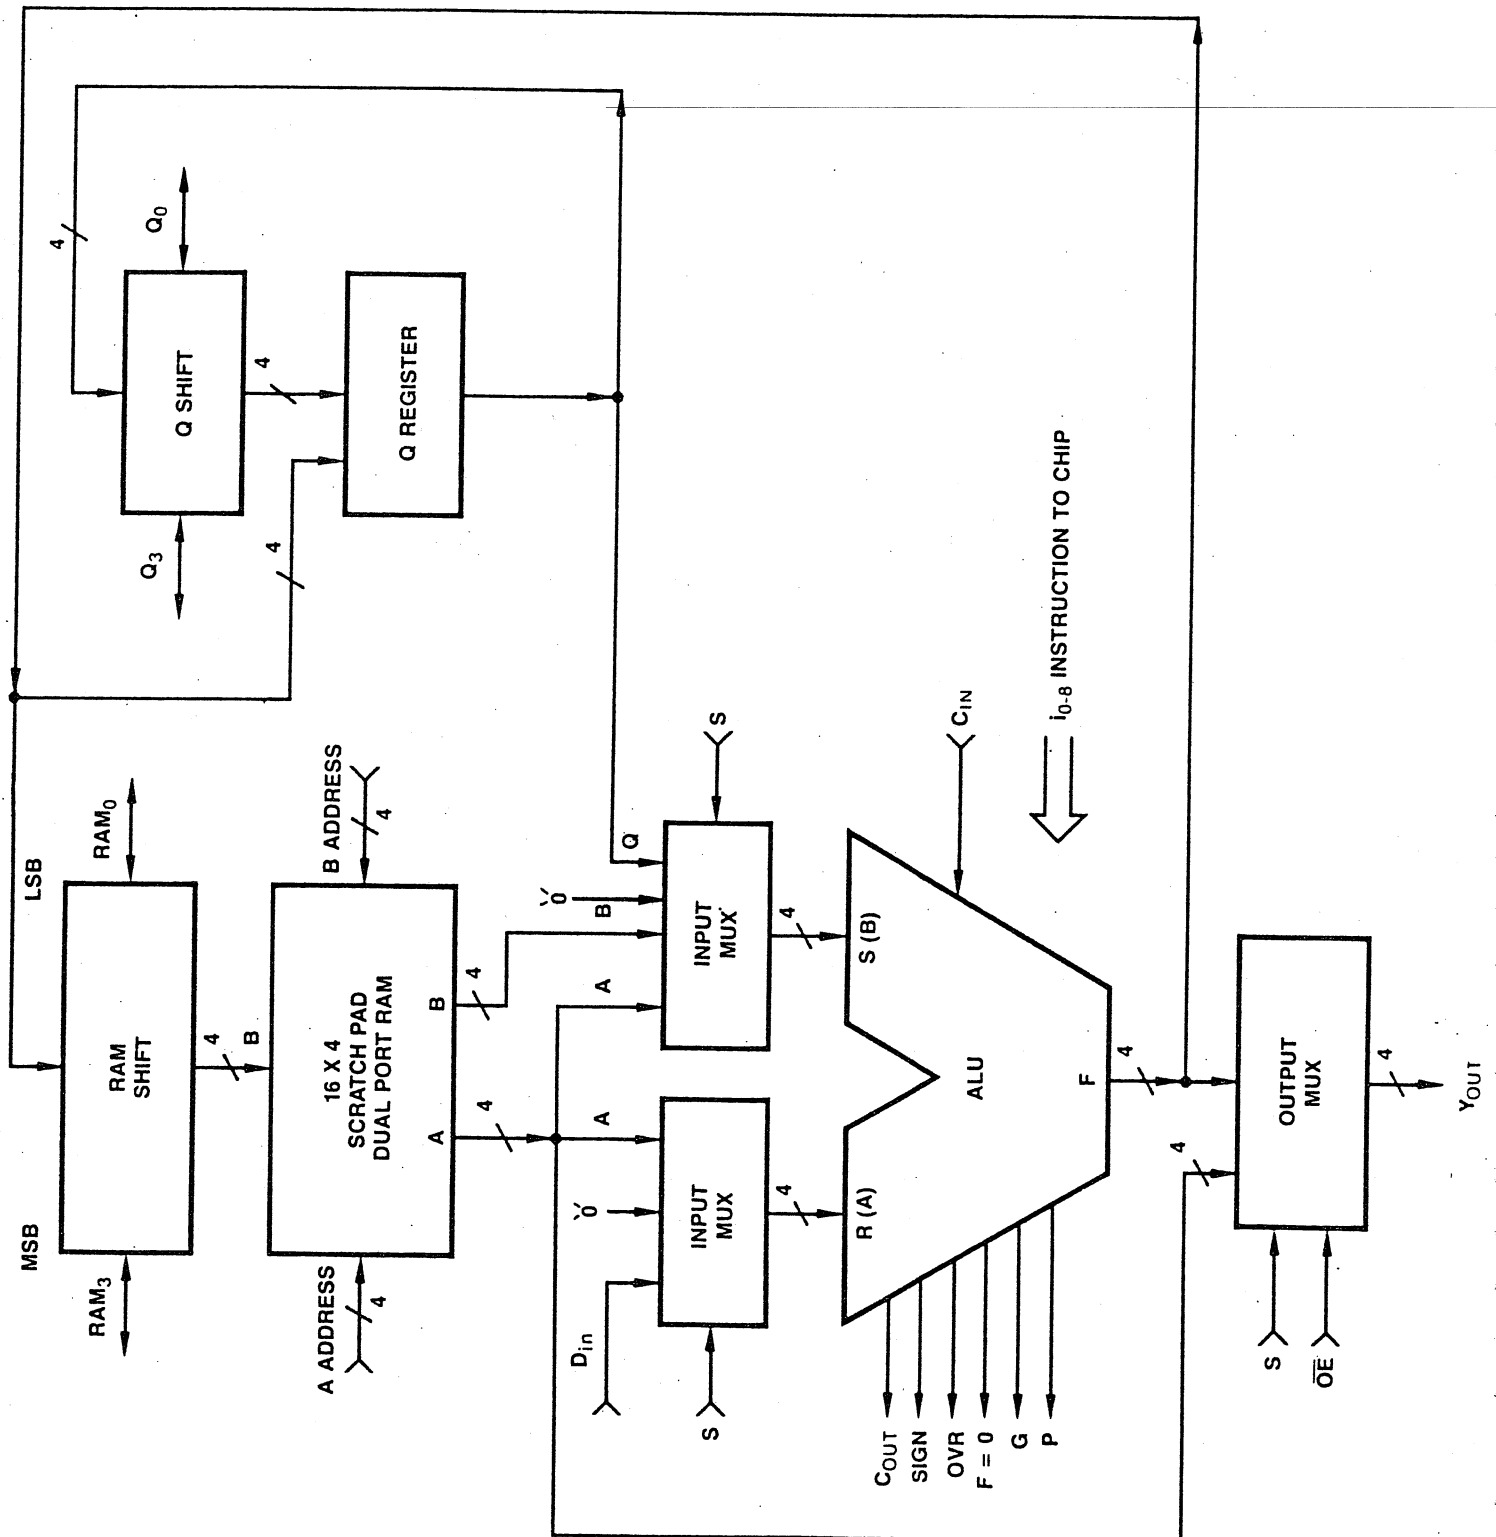 MSB
LSB
RAM3
RAM SHIFT
RAM0
Q3
Q SHIFT
Q0
4
4
4
4
B
A ADDRESS
4
16 X 4
SCRATCH PAD
DUAL PORT RAM
A
B
B ADDRESS
4
Q REGISTER
4
4
Din
'0'
A
A
B
'0'
Q
S
INPUT
MUX
INPUT
MUX
S
4
4
R (A)
S (B)
ALU
F
CIN
COUT
SIGN
OVR
F = 0
G
P
i0-8 INSTRUCTION TO CHIP
4
4
S
OE
OUTPUT
MUX
4
YOUT